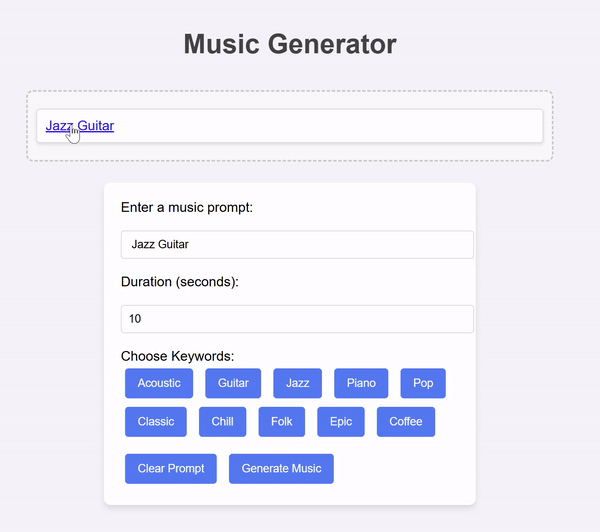 Music Generator
Jazz Guitar
Enter a music prompt:
Jazz Guitar
Duration (seconds):
10
Choose Keywords:
Acoustic Guitar Jazz Piano Pop
Classic Chill Folk Epic Coffee
Clear Prompt Generate Music